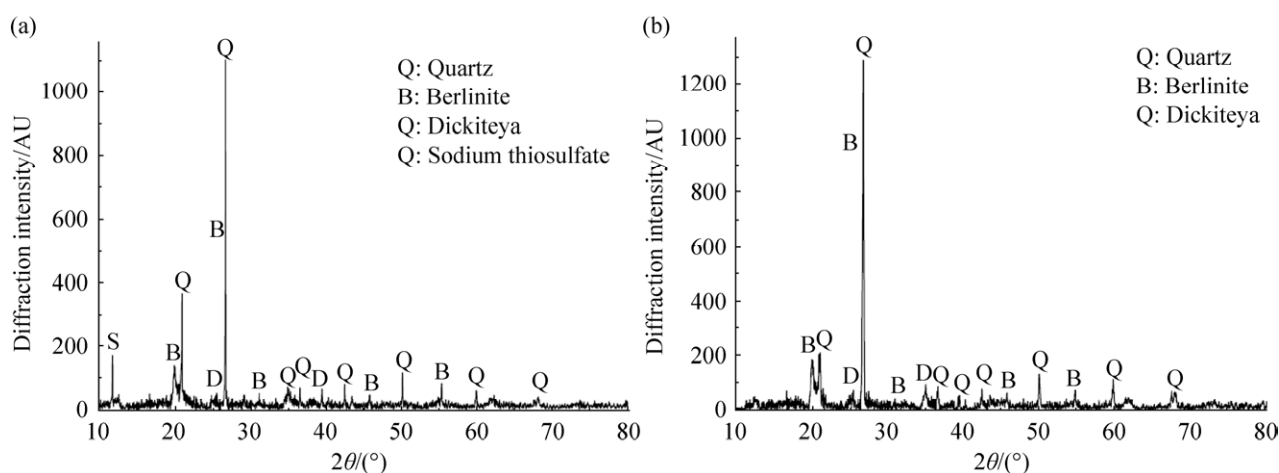 (a)
Diffraction intensity/AU
1000
800
600
400
200
0
Q: Quartz
B: Berlinite
Q: Dickiteya
Q: Sodium thiosulfate
S
B
Q
D
B
Q
B
Q
Q
D
Q
B
Q
B
Q
Q
10 20 30 40 50 60 70 80
2θ/(°)
(b)
Diffraction intensity/AU
1200
1000
800
600
400
200
0
Q: Quartz
B: Berlinite
Q: Dickiteya
B
Q
D
B
Q
B
D
Q
Q
Q
B
Q
B
Q
Q
10 20 30 40 50 60 70 80
2θ/(°)